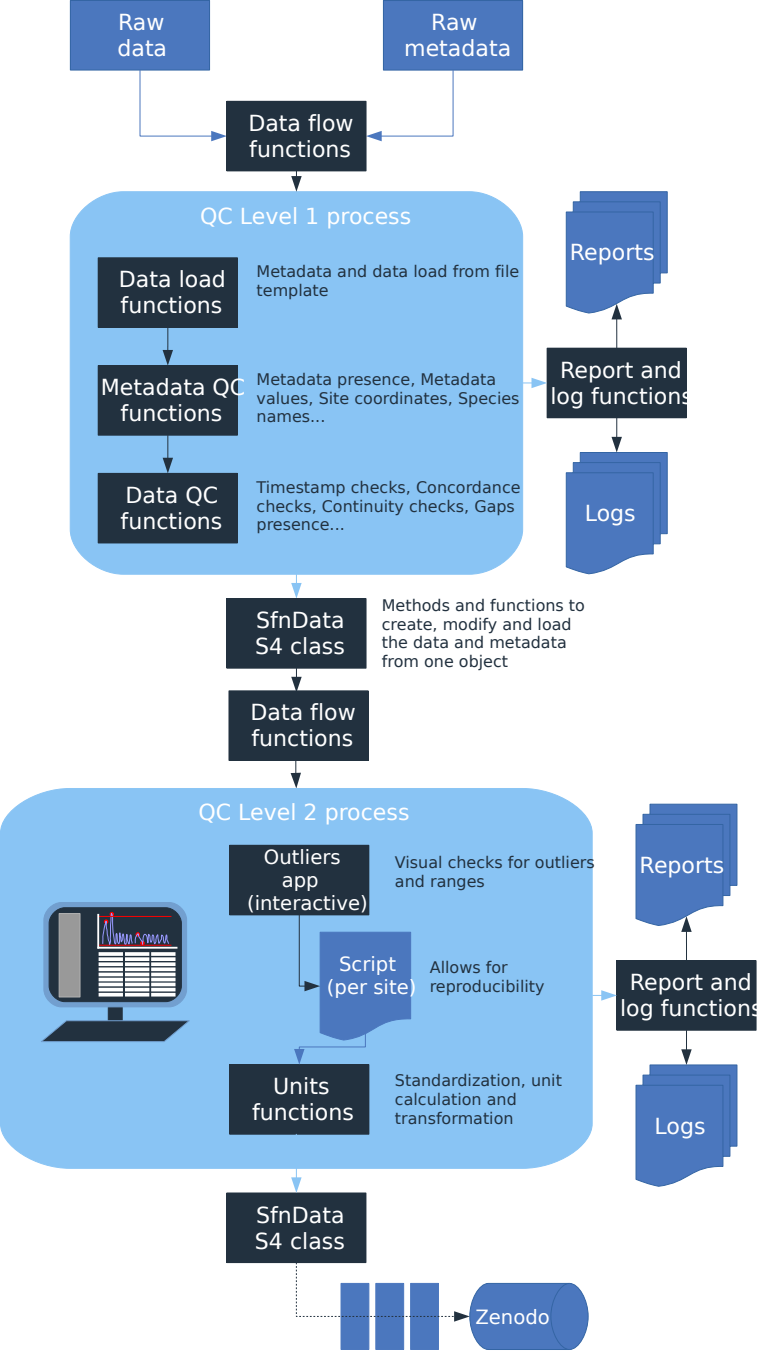 Raw
data
Raw
metadata
Data flow
functions
QC Level 1 process
Data load
functions
Metadata and data load from file
template
Metadata QC
functions
Metadata presence, Metadata
values, Site coordinates, Species
names...
Data QC
functions
Timestamp checks, Concordance
checks, Continuity checks, Gaps
presence...
Reports
Report and
log functions
Logs
SfnData
S4 class
Methods and functions to
create, modify and load
the data and metadata
from one object
Data flow
functions
QC Level 2 process
Outliers
app
(interactive)
Visual checks for outliers
and ranges
Script
(per site)
Allows for
reproducibility
Units
functions
Standardization, unit
calculation and
transformation
Reports
Report and
log functions
Logs
SfnData
S4 class
Zenodo